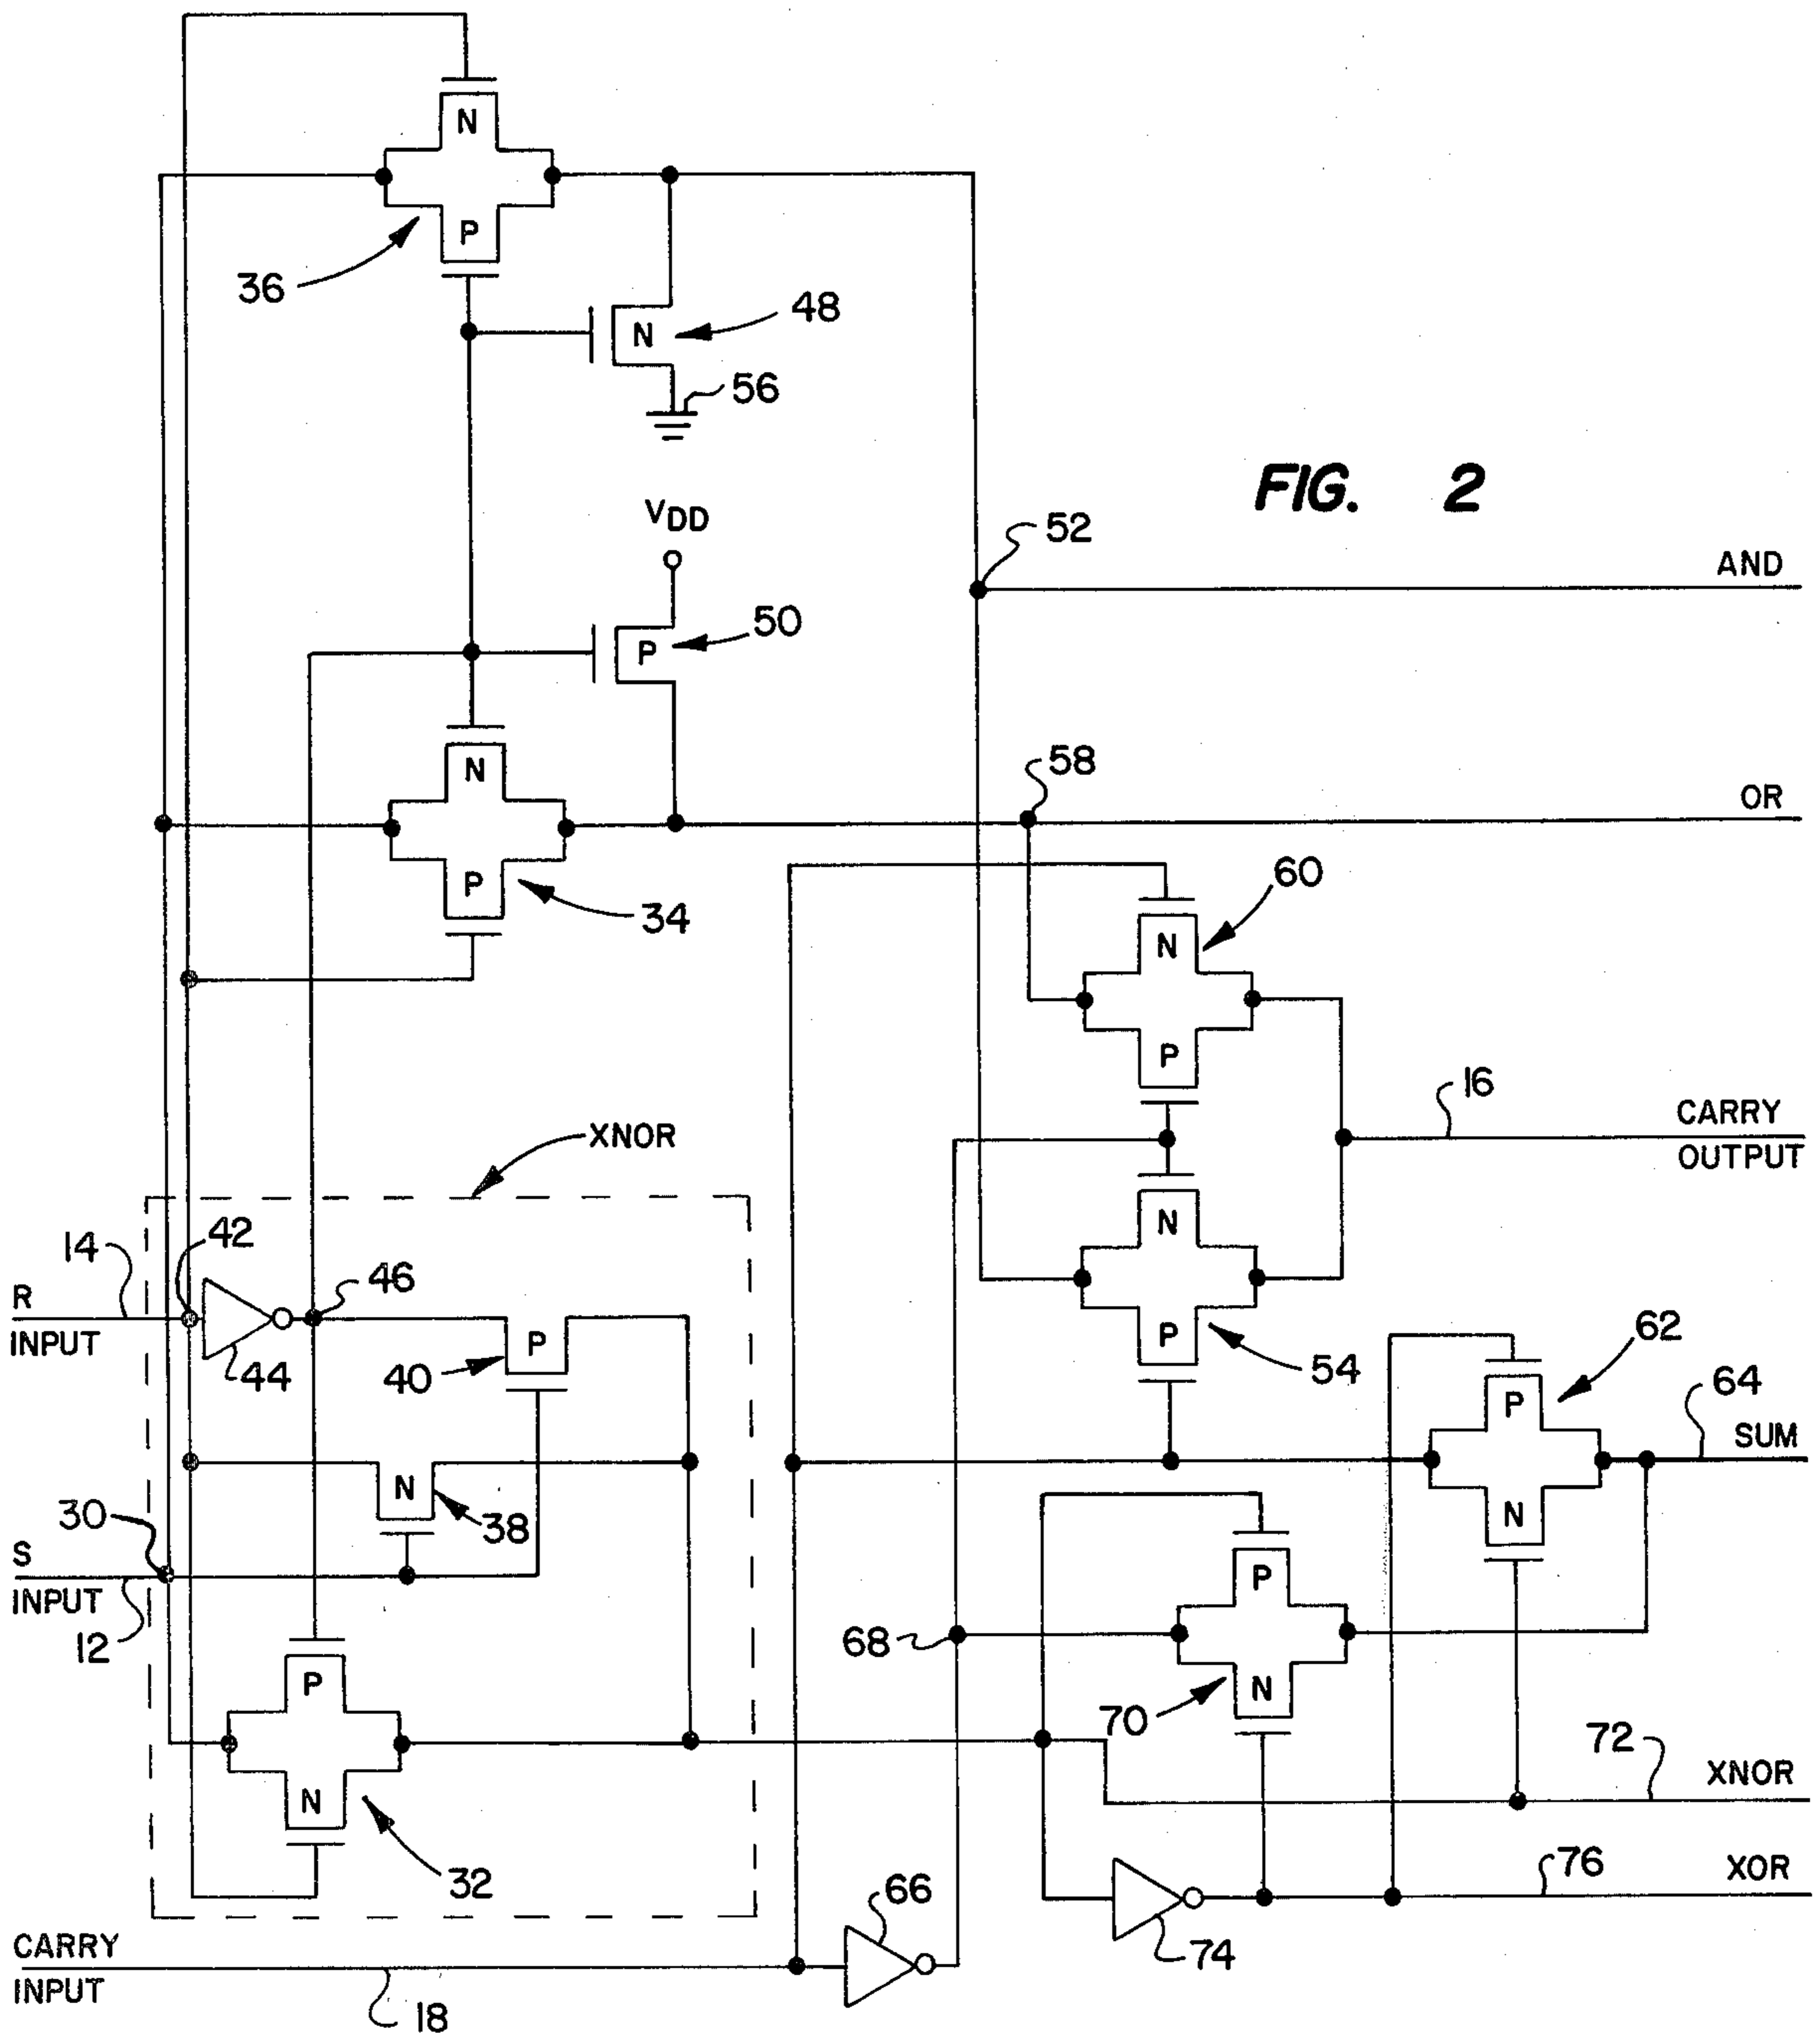 N
P
36
N
48
56
FIG. 2
VDD
52
AND
P
50
N
58
OR
P
34
60
N
P
16
CARRY
OUTPUT
XNOR
N
14
42
46
R
INPUT
44
P
40
P
54
62
P
64
SUM
N
38
N
30
S
INPUT
12
P
68
P
N
70
72
XNOR
N
32
66
76
XOR
74
CARRY
INPUT
18